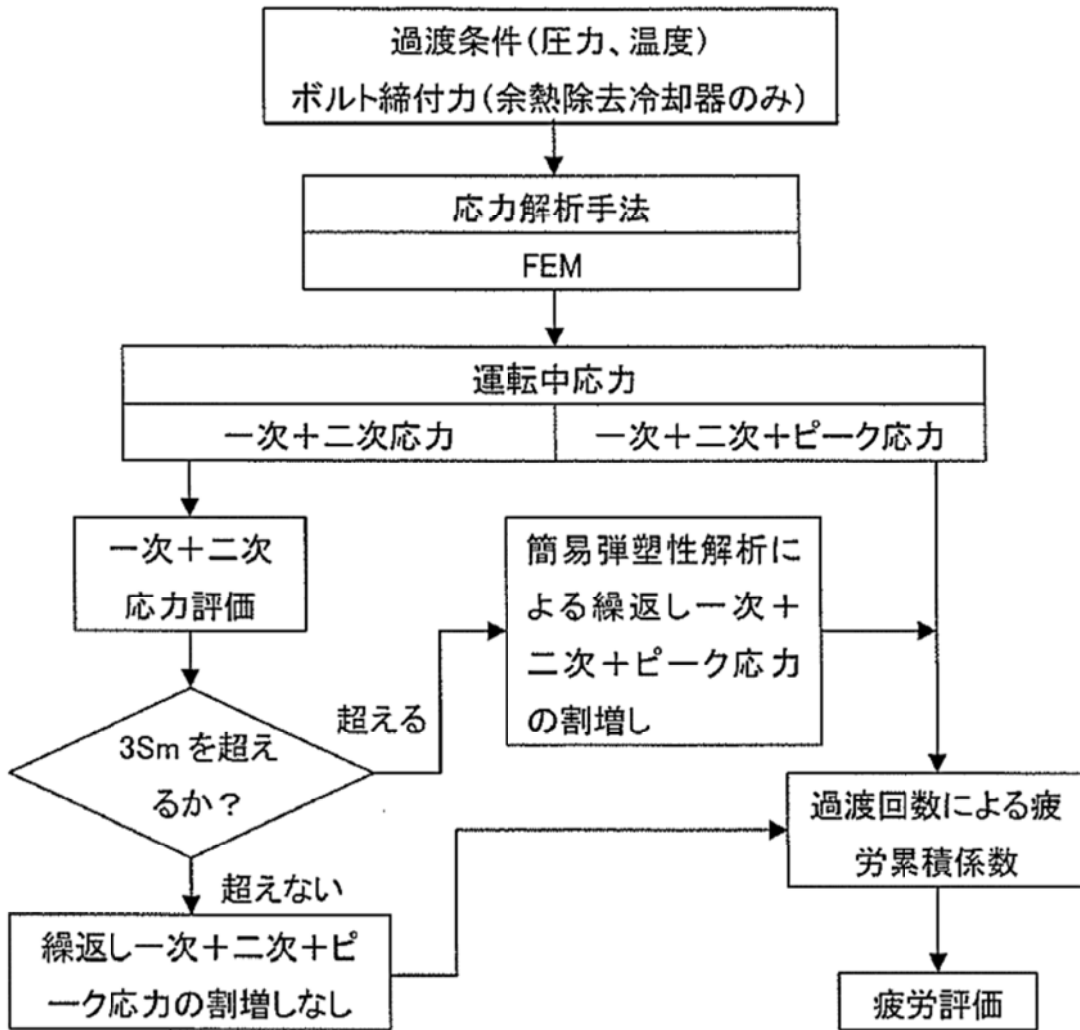 過渡条件(圧力、温度)
ボルト締付力(余熱除去冷却器のみ)
応力解析手法
FEM
運転中応力
一次＋二次応力
一次＋二次＋ピーク応力
一次＋二次
応力評価
簡易弾塑性解析に
よる繰返し一次＋
二次＋ピーク応力
の割増し
超える
3Sm を超え
るか？
過渡回数による疲
労累積係数
超えない
繰返し一次＋二次＋ピ
ーク応力の割増しなし
疲労評価